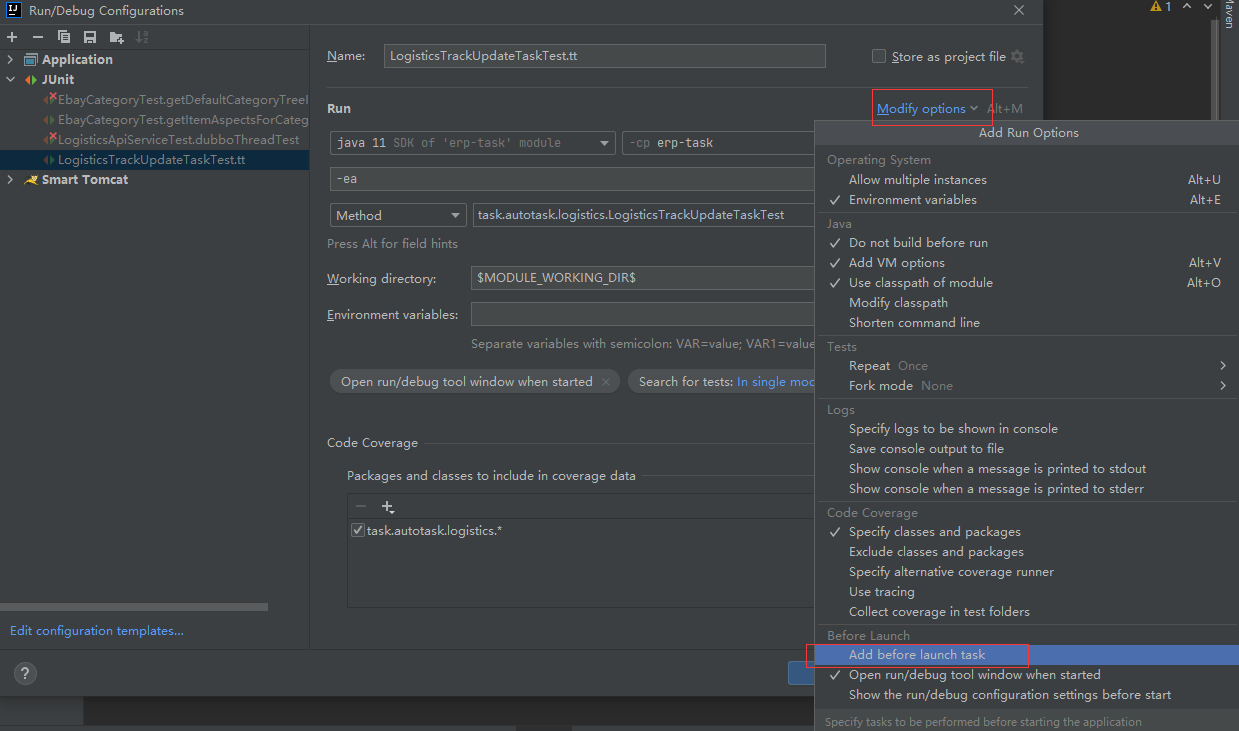 IJ Run/Debug Configurations
1
Maven
Application
JUnit
EbayCategoryTest.getDefaultCategoryTreeI
EbayCategoryTest.getItemAspectsForCateg
LogisticsApiServiceTest.dubboThreadTest
LogisticsTrackUpdateTaskTest.tt
Smart Tomcat
Edit configuration templates...
?
Name:
LogisticsTrackUpdateTaskTest.tt
Store as project file
Run
Modify options
Alt+M
java 11 SDK of 'erp-task' module
-cp erp-task
-ea
Method
task.autotask.logistics.LogisticsTrackUpdateTaskTest
Press Alt for field hints
Working directory:
$MODULE_WORKING_DIR$
Environment variables:
Separate variables with semicolon: VAR=value; VAR1=value
Open run/debug tool window when started
Search for tests: In single mod
Code Coverage
Packages and classes to include in coverage data
task.autotask.logistics.*
Add Run Options
Operating System
Allow multiple instances Alt+U
Environment variables Alt+E
Java
Do not build before run
Add VM options Alt+V
Use classpath of module Alt+O
Modify classpath
Shorten command line
Tests
Repeat Once
Fork mode None
Logs
Specify logs to be shown in console
Save console output to file
Show console when a message is printed to stdout
Show console when a message is printed to stderr
Code Coverage
Specify classes and packages
Exclude classes and packages
Specify alternative coverage runner
Use tracing
Collect coverage in test folders
Before Launch
Add before launch task
Open run/debug tool window when started
Show the run/debug configuration settings before start
Specify tasks to be performed before starting the application